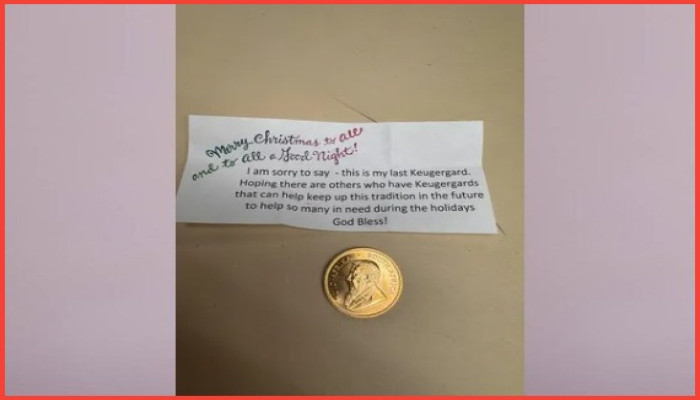 Merry Christmas to all
and to all a Good Night!
I am sorry to say - this is my last Keugergard.
Hoping there are others who have Keugergards
that can help keep up this tradition in the future
to help so many in need during the holidays
God Bless!